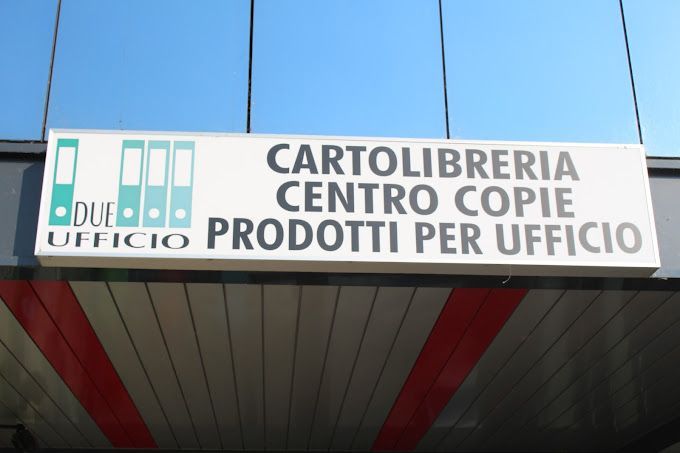 DUE
UFFICIO
CARTOLIBRERIA
CENTRO COPIE
PRODOTTI PER UFFICIO